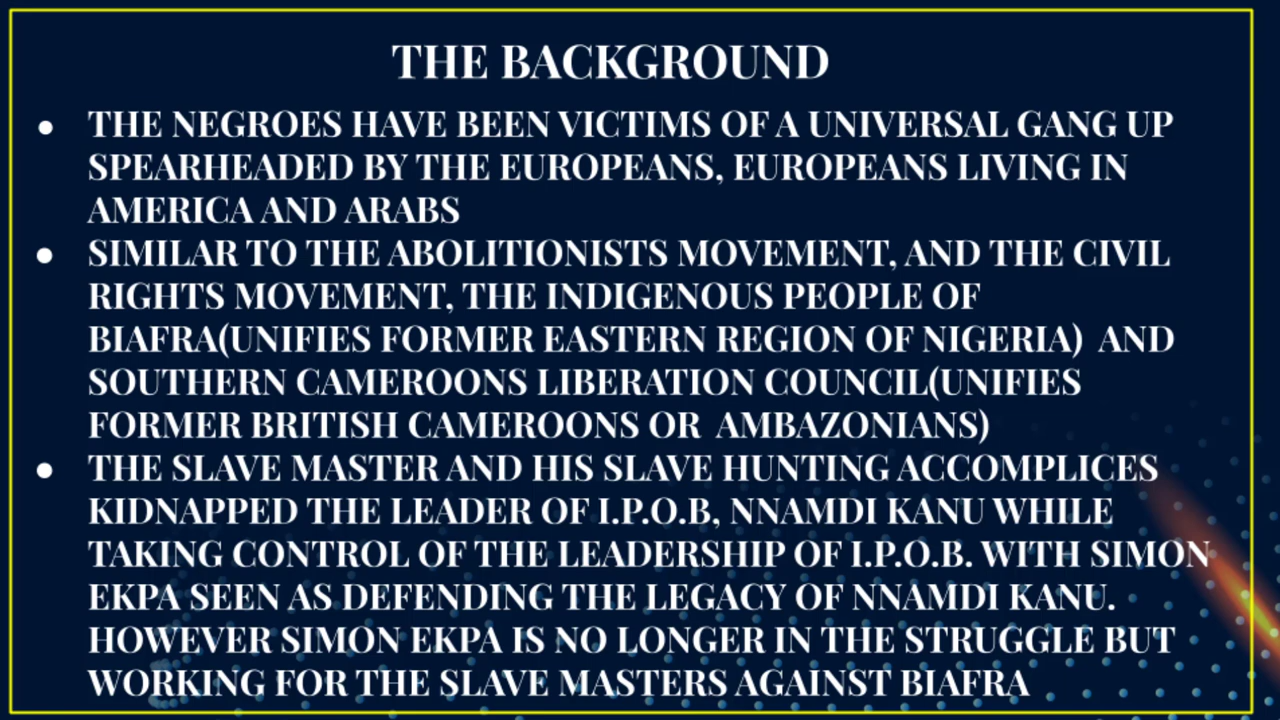 THE BACKGROUND
● THE NEGROES HAVE BEEN VICTIMS OF A UNIVERSAL GANG UP
SPEARHEADED BY THE EUROPEANS, EUROPEANS LIVING IN
AMERICA AND ARABS
● SIMILAR TO THE ABOLITIONISTS MOVEMENT, AND THE CIVIL
RIGHTS MOVEMENT, THE INDIGENOUS PEOPLE OF
BIAFRA(UNIFIES FORMER EASTERN REGION OF NIGERIA)  AND
SOUTHERN CAMEROONS LIBERATION COUNCIL(UNIFIES
FORMER BRITISH CAMEROONS OR  AMBAZONIANS)
● THE SLAVE MASTER AND HIS SLAVE HUNTING ACCOMPLICES
KIDNAPPED THE LEADER OF I.P.O.B, NNAMDI KANU WHILE
TAKING CONTROL OF THE LEADERSHIP OF I.P.O.B. WITH SIMON
EKPA SEEN AS DEFENDING THE LEGACY OF NNAMDI KANU.
HOWEVER SIMON EKPA IS NO LONGER IN THE STRUGGLE BUT
WORKING FOR THE SLAVE MASTERS AGAINST BIAFRA